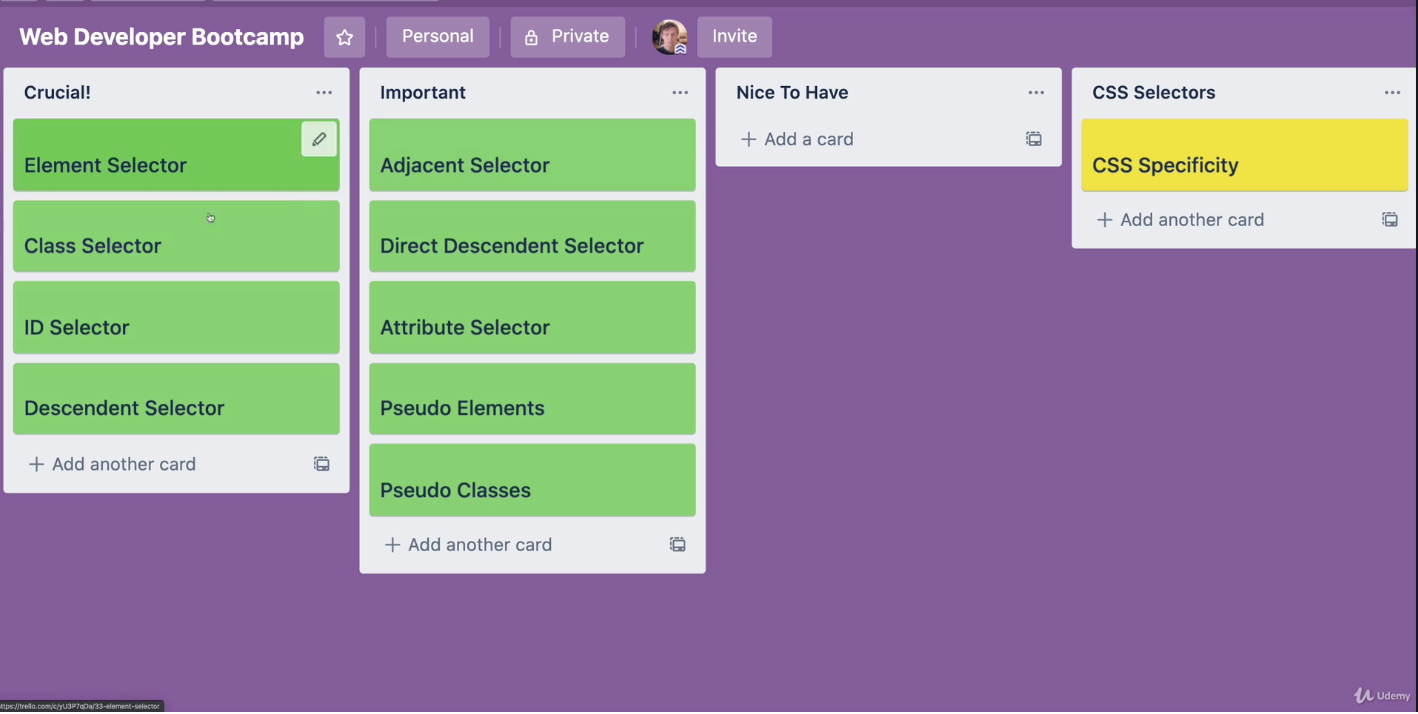 Web Developer Bootcamp
Personal
Private
Invite
Crucial!
Element Selector
Class Selector
ID Selector
Descendent Selector
+ Add another card
Important
Adjacent Selector
Direct Descendent Selector
Attribute Selector
Pseudo Elements
Pseudo Classes
+ Add another card
Nice To Have
+ Add a card
CSS Selectors
CSS Specificity
+ Add another card
ttps://trello.com/c/yU3P7qDa/33-element-selector
Udemy